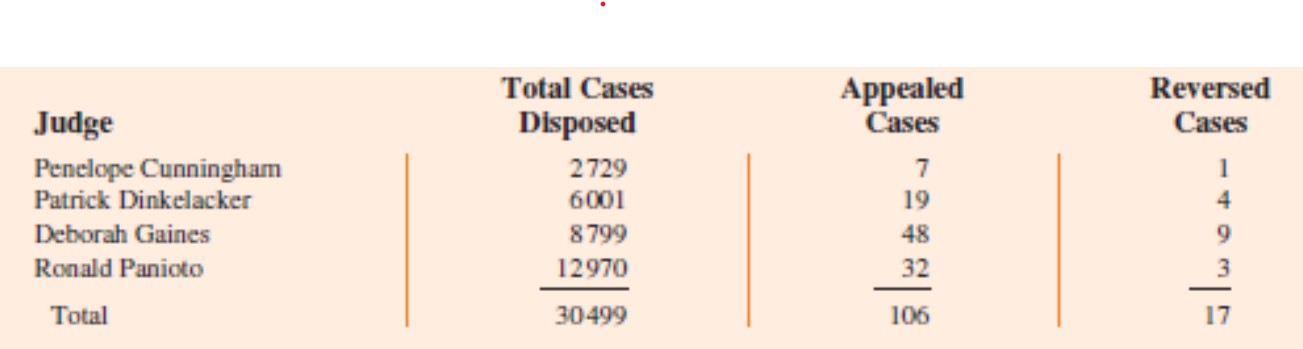 Total Cases Appealed Reversed
Judge Disposed Cases Cases
Penelope Cunningham 2729 7 1
Patrick Dinkelacker 6001 19 4
Deborah Gaines 8799 48 9
Ronald Panioto 12970 32 3
Total 30499 106 17